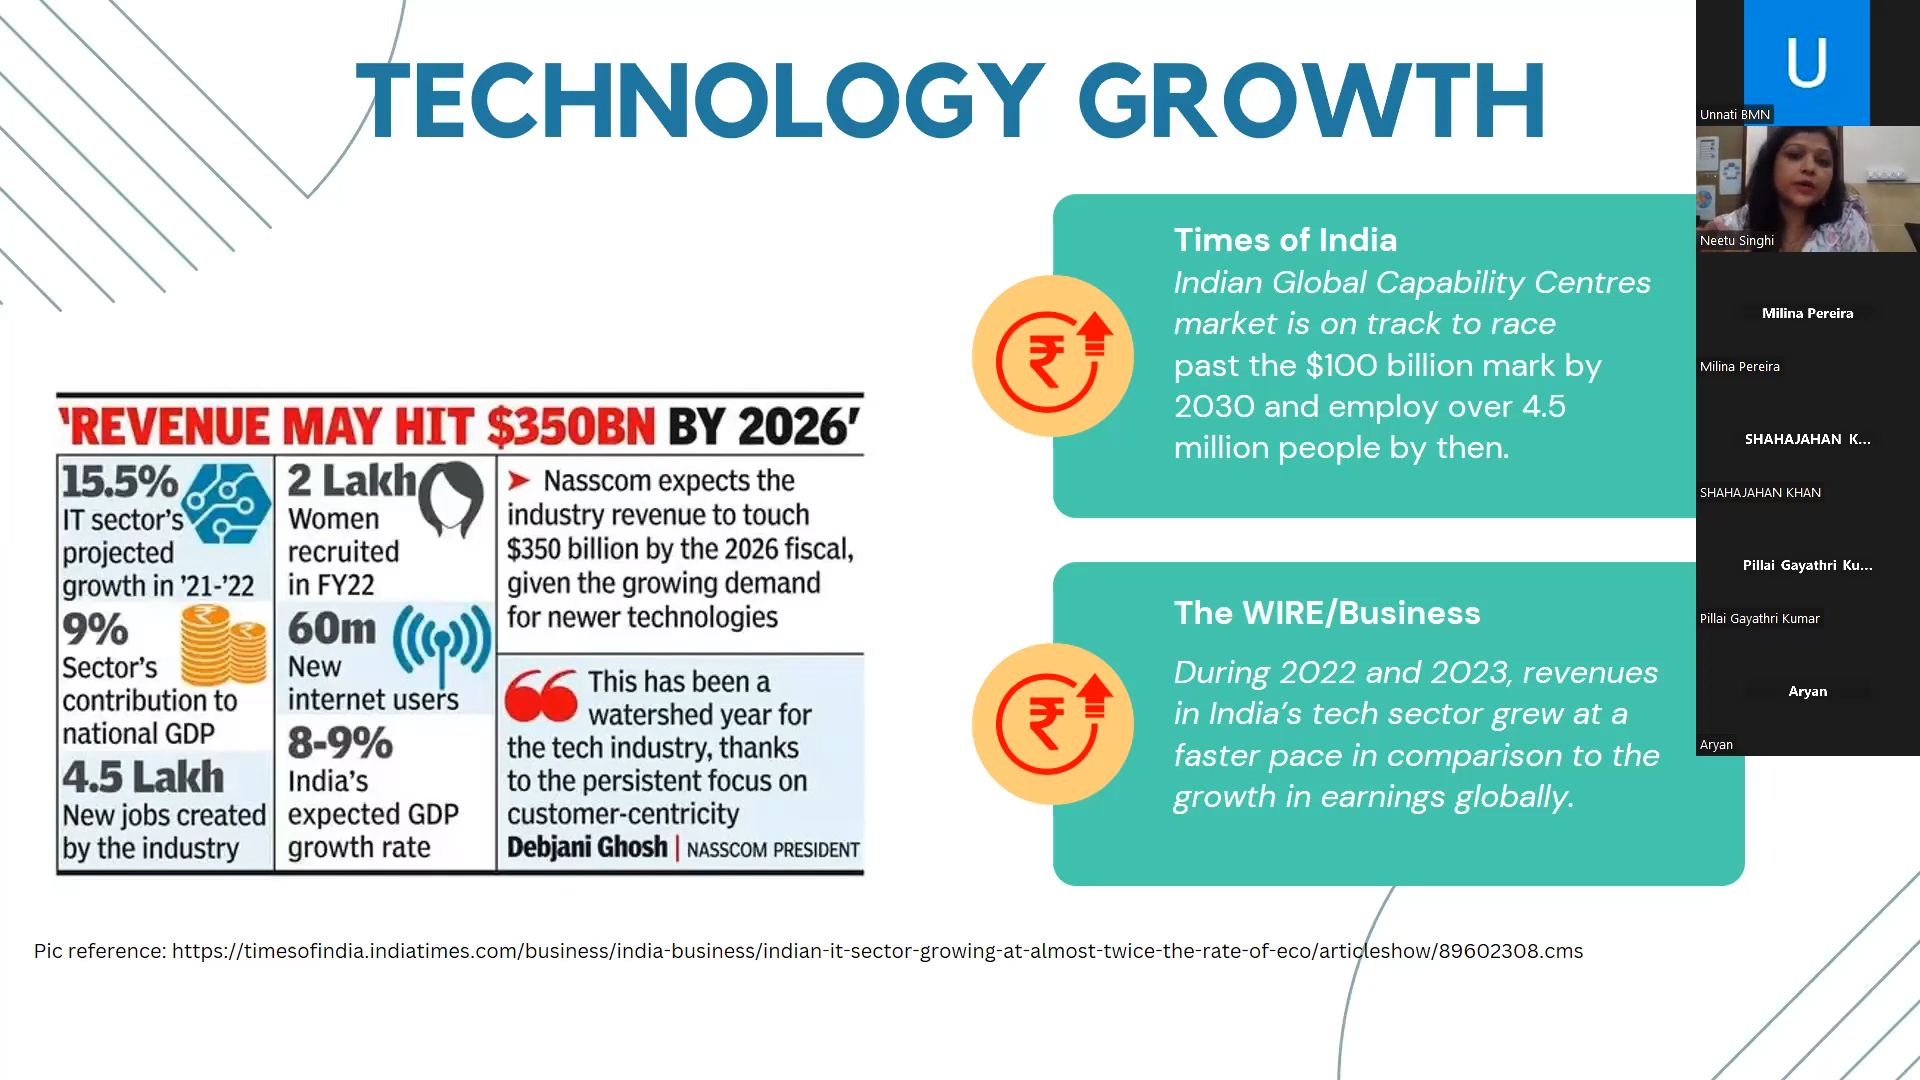 TECHNOLOGY GROWTH
'REVENUE MAY HIT $350BN BY 2026'
15.5%
IT sector's
projected
growth in '21-'22
9%
Sector's
contribution to
national GDP
4.5 Lakh
New jobs created
by the industry
2 Lakh
Women
recruited
in FY22
60m
New
internet users
8-9%
India's
expected GDP
growth rate
➤ Nasscom expects the
industry revenue to touch
$350 billion by the 2026 fiscal,
given the growing demand
for newer technologies
This has been a
watershed year for
the tech industry, thanks
to the persistent focus on
customer-centricity
Debjani Ghosh | NASSCOM PRESIDENT
Times of India
Indian Global Capability Centres
market is on track to race
past the $100 billion mark by
2030 and employ over 4.5
million people by then.
The WIRE/Business
During 2022 and 2023, revenues
in India's tech sector grew at a
faster pace in comparison to the
growth in earnings globally.
Pic reference: https://timesofindia.indiatimes.com/business/india-business/indian-it-sector-growing-at-almost-twice-the-rate-of-eco/articleshow/89602308.cms
U
Unnati BMN
Neetu Singhi
Milina Pereira
Milina Pereira
SHAHAJAHAN K...
SHAHAJAHAN KHAN
Pillai Gayathri Ku...
Pillai Gayathri Kumar
Aryan
Aryan